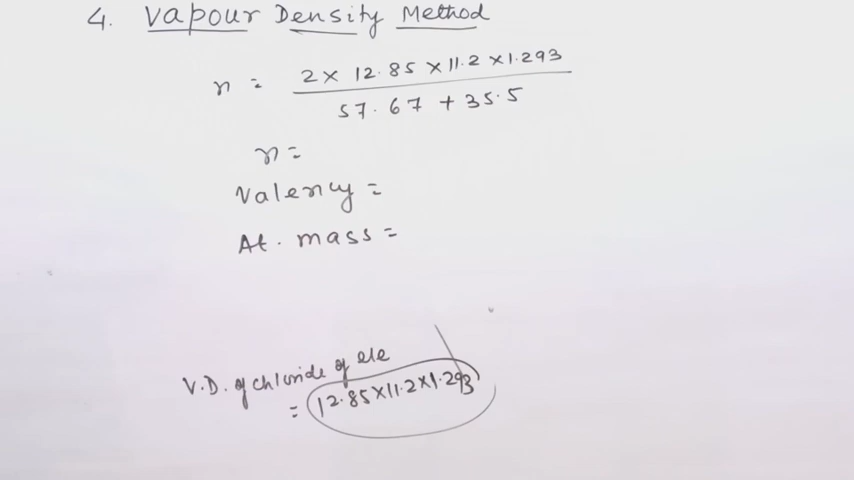 4. Vapour Density Method
n = 2 × 12.85 × 11.2 × 1.293
57.67 + 35.5
n =
Valency =
At. mass =
V.D. of chloride of ele
= 12.85×11.2×1.293